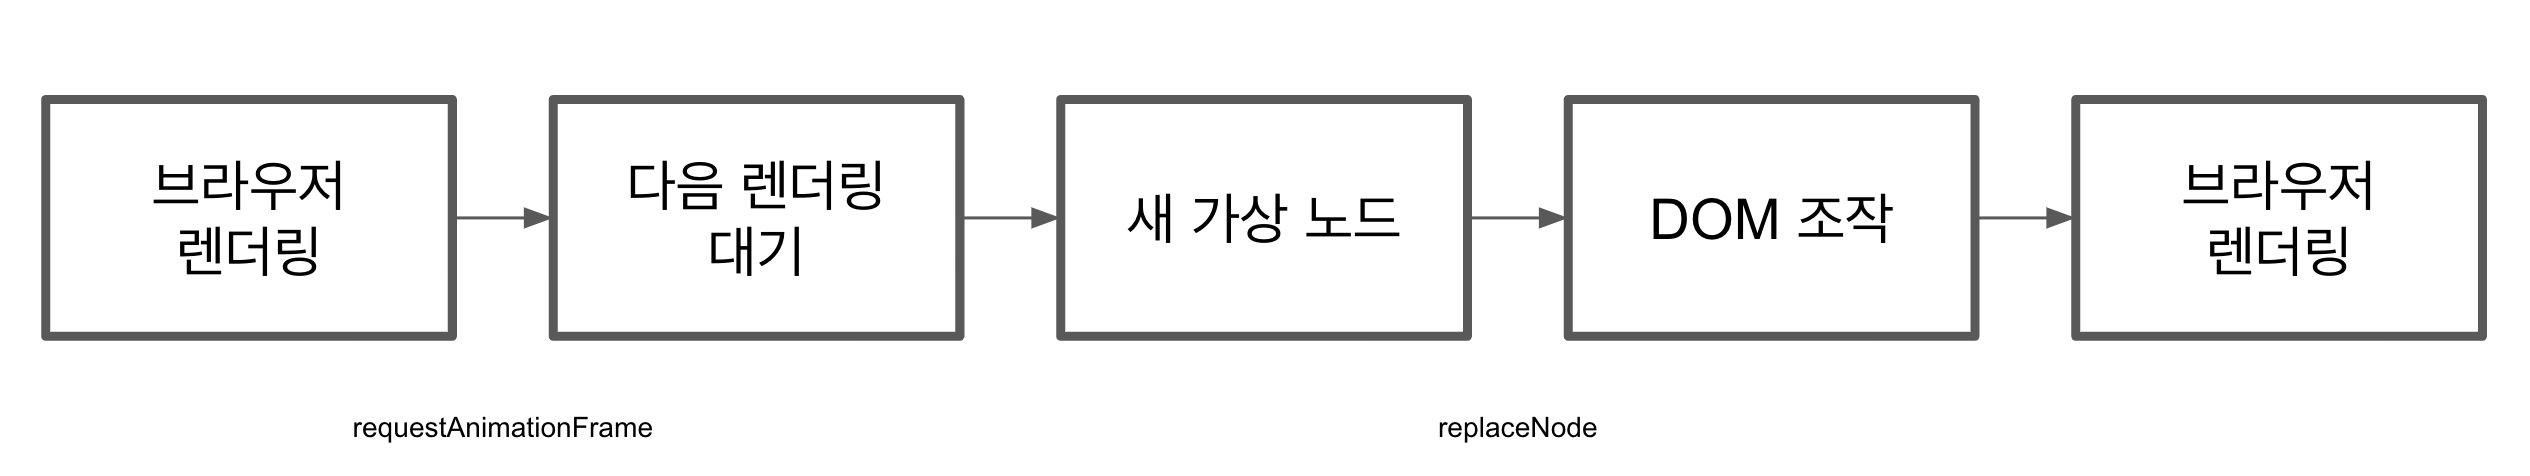 브라우저
렌더링
다음 렌더링
대기
새 가상 노드
DOM 조작
브라우저
렌더링
requestAnimationFrame
replaceNode